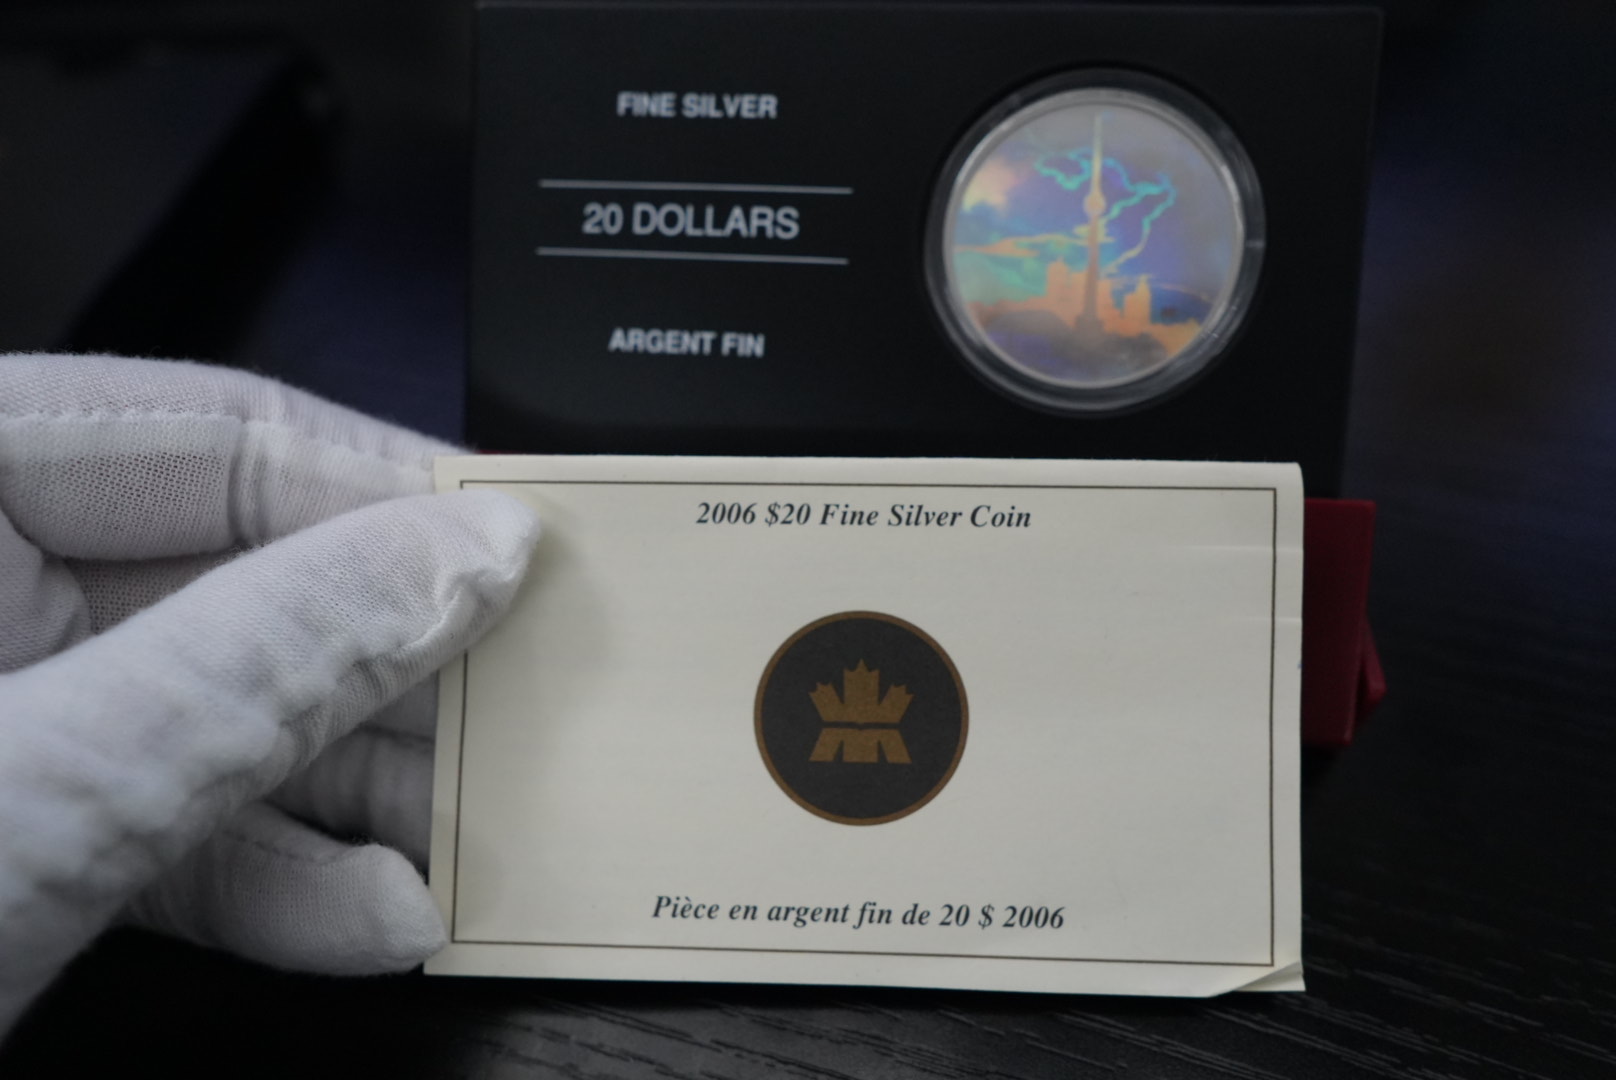 FINE SILVER
20 DOLLARS
ARGENT FIN
2006 $20 Fine Silver Coin
Pièce en argent fin de 20 $ 2006